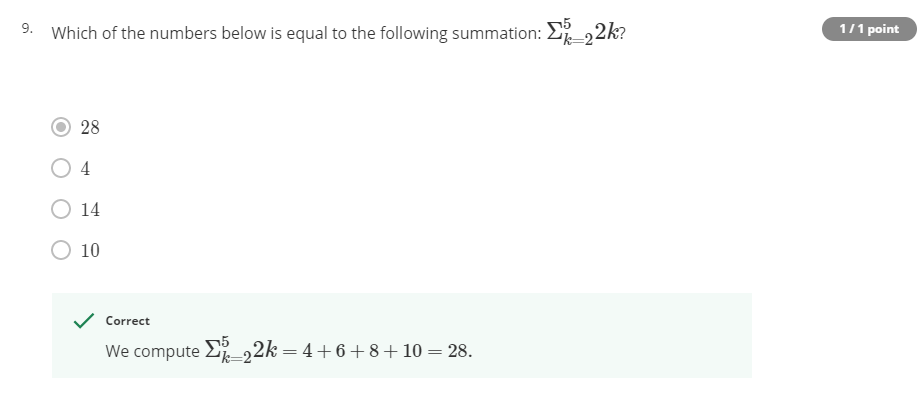 9. Which of the numbers below is equal to the following summation: Σ⁵ₖ₌₂2k?
1 / 1 point
28
4
14
10
Correct
We compute Σ⁵ₖ₌₂2k = 4 + 6 + 8 + 10 = 28.